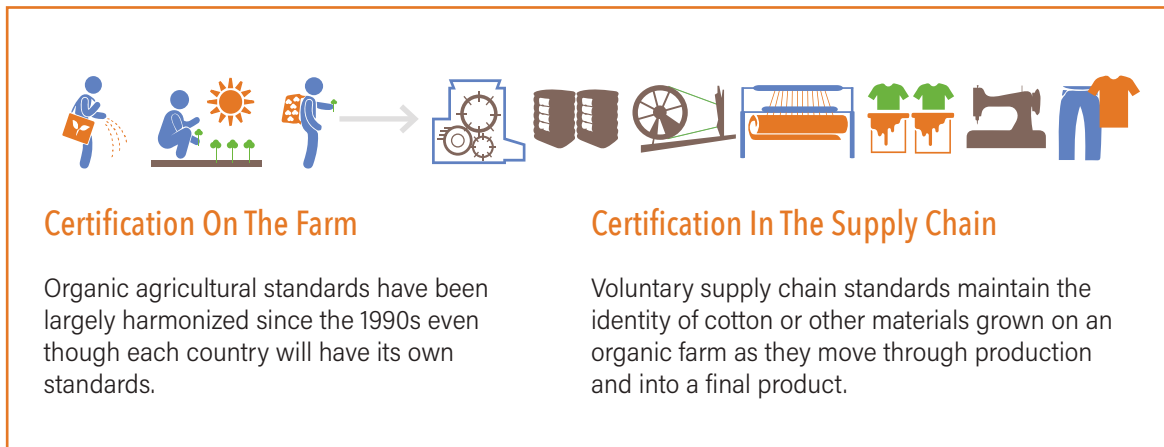 Certification On The Farm
Organic agricultural standards have been
largely harmonized since the 1990s even
though each country will have its own
standards.
Certification In The Supply Chain
Voluntary supply chain standards maintain the
identity of cotton or other materials grown on an
organic farm as they move through production
and into a final product.